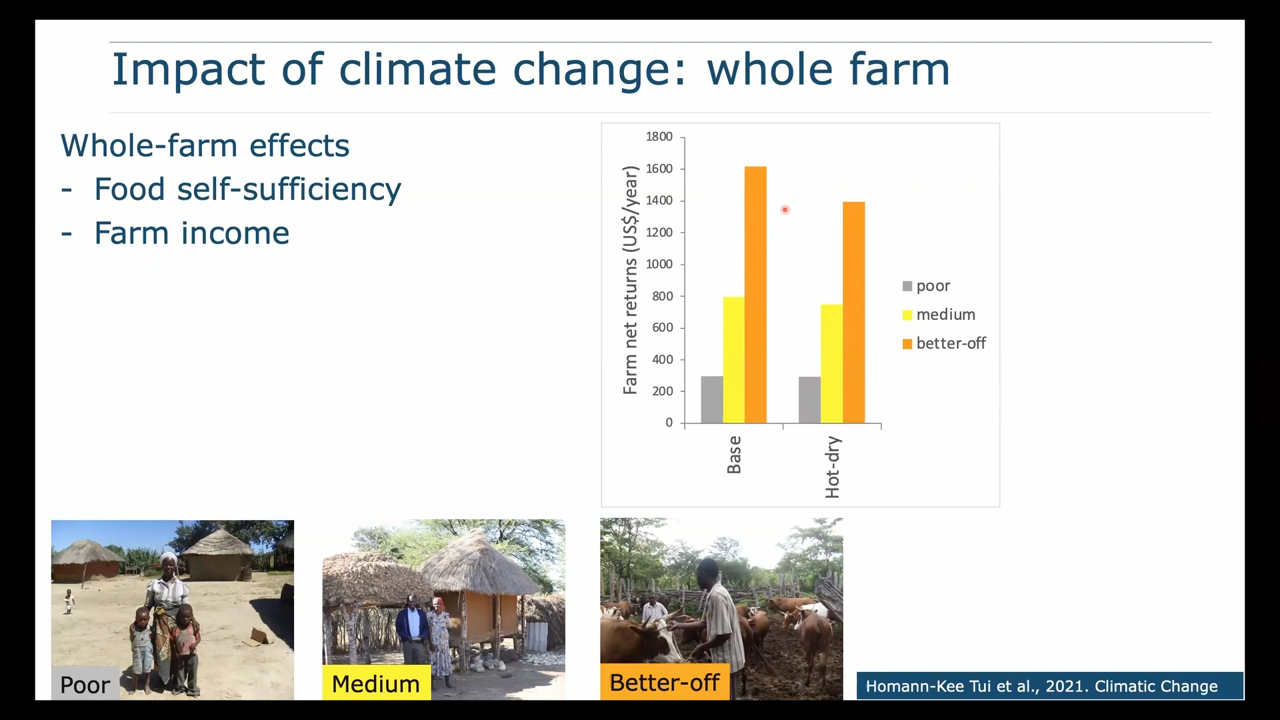 Impact of climate change: whole farm
Whole-farm effects
- Food self-sufficiency
- Farm income
Farm net returns (US$/year)
1800
1600
1400
1200
1000
800
600
400
200
0
Base
Hot-dry
poor
medium
better-off
Poor
Medium
Better-off
Homann-Kee Tui et al., 2021. Climatic Change